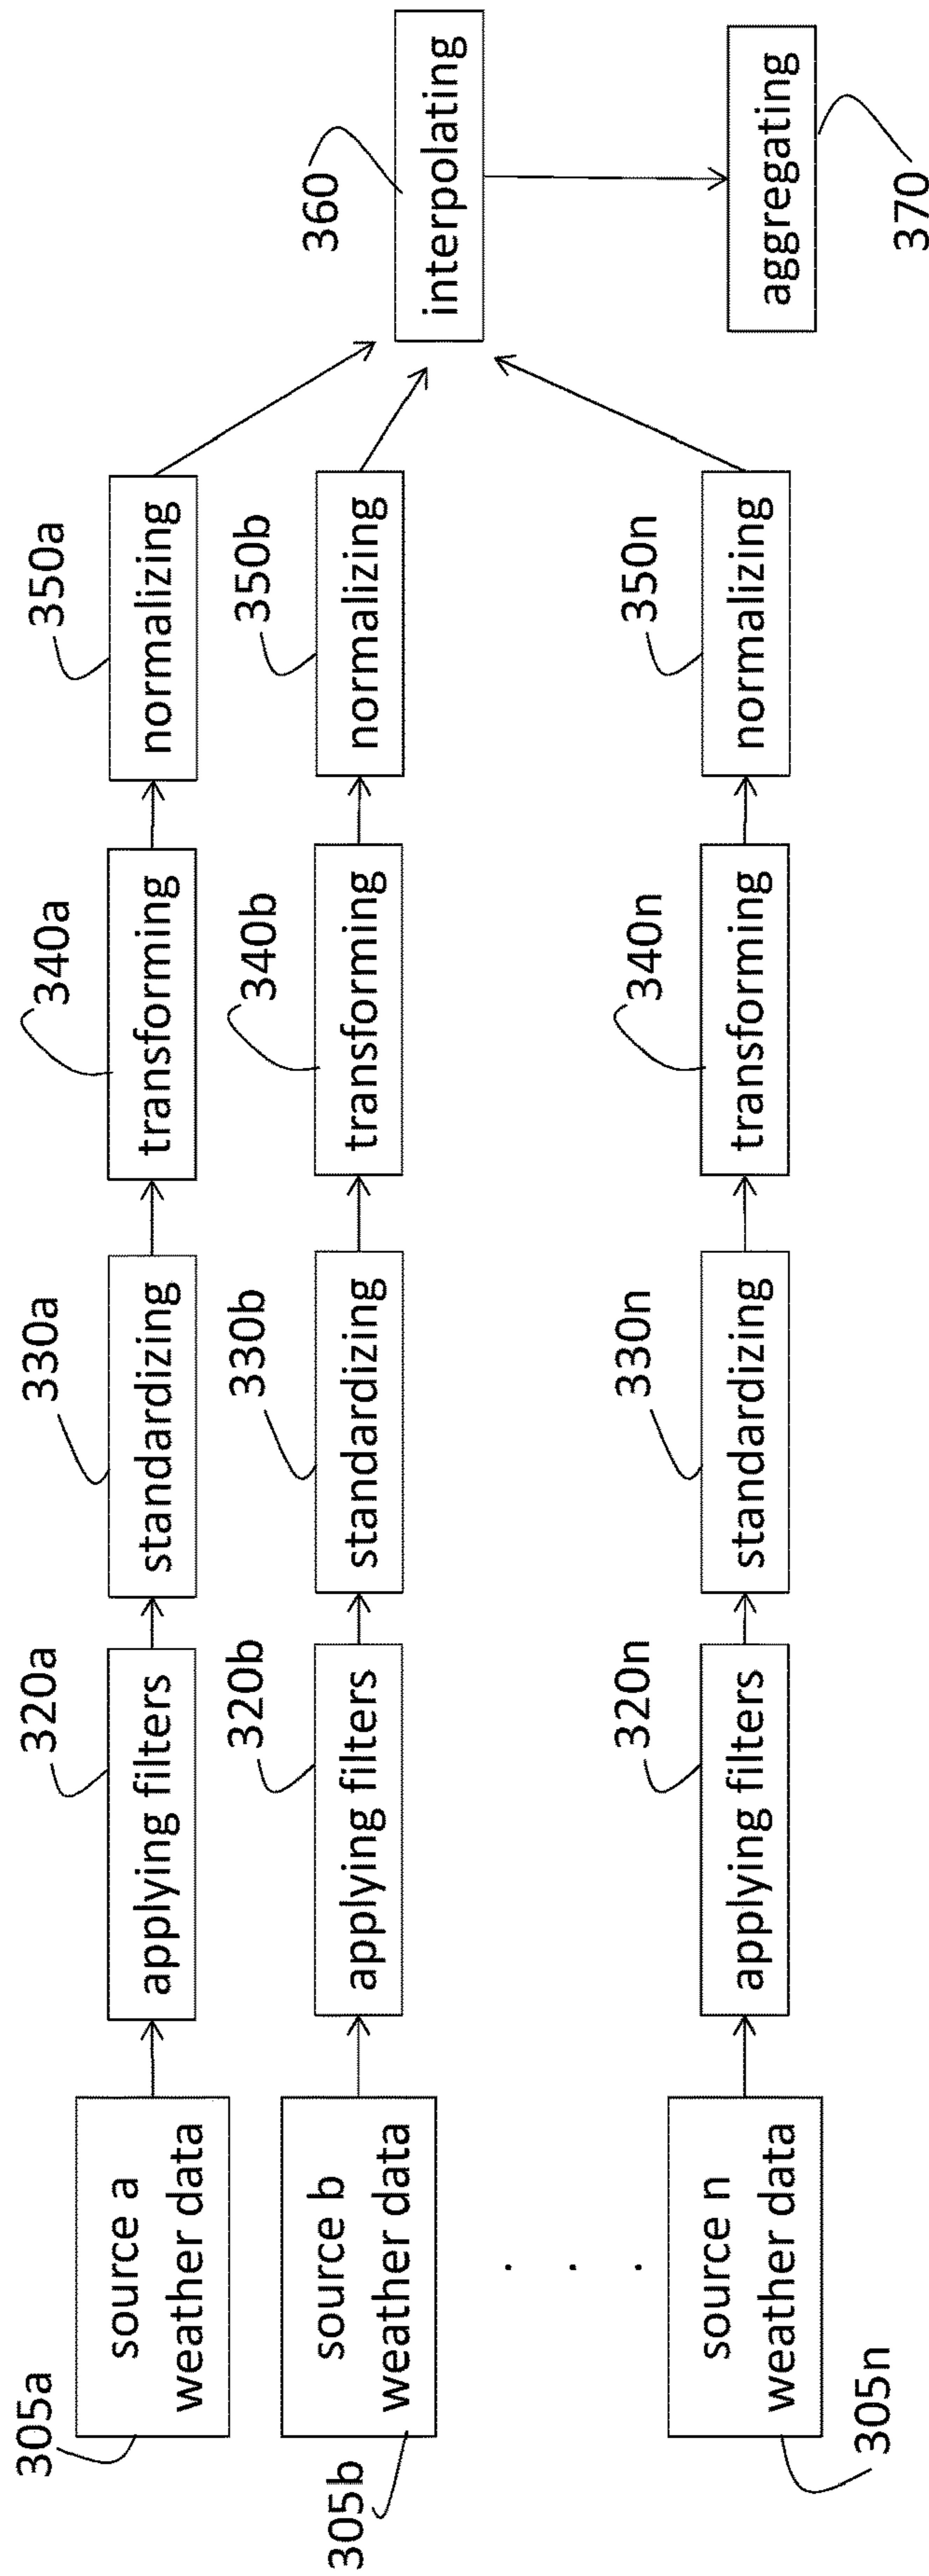 305a
source a
weather data
320a
applying filters
330a
standardizing
340a
transforming
350a
normalizing
305b
source b
weather data
320b
applying filters
330b
standardizing
340b
transforming
350b
normalizing
. . .
305n
source n
weather data
320n
applying filters
330n
standardizing
340n
transforming
350n
normalizing
360
interpolating
aggregating
370